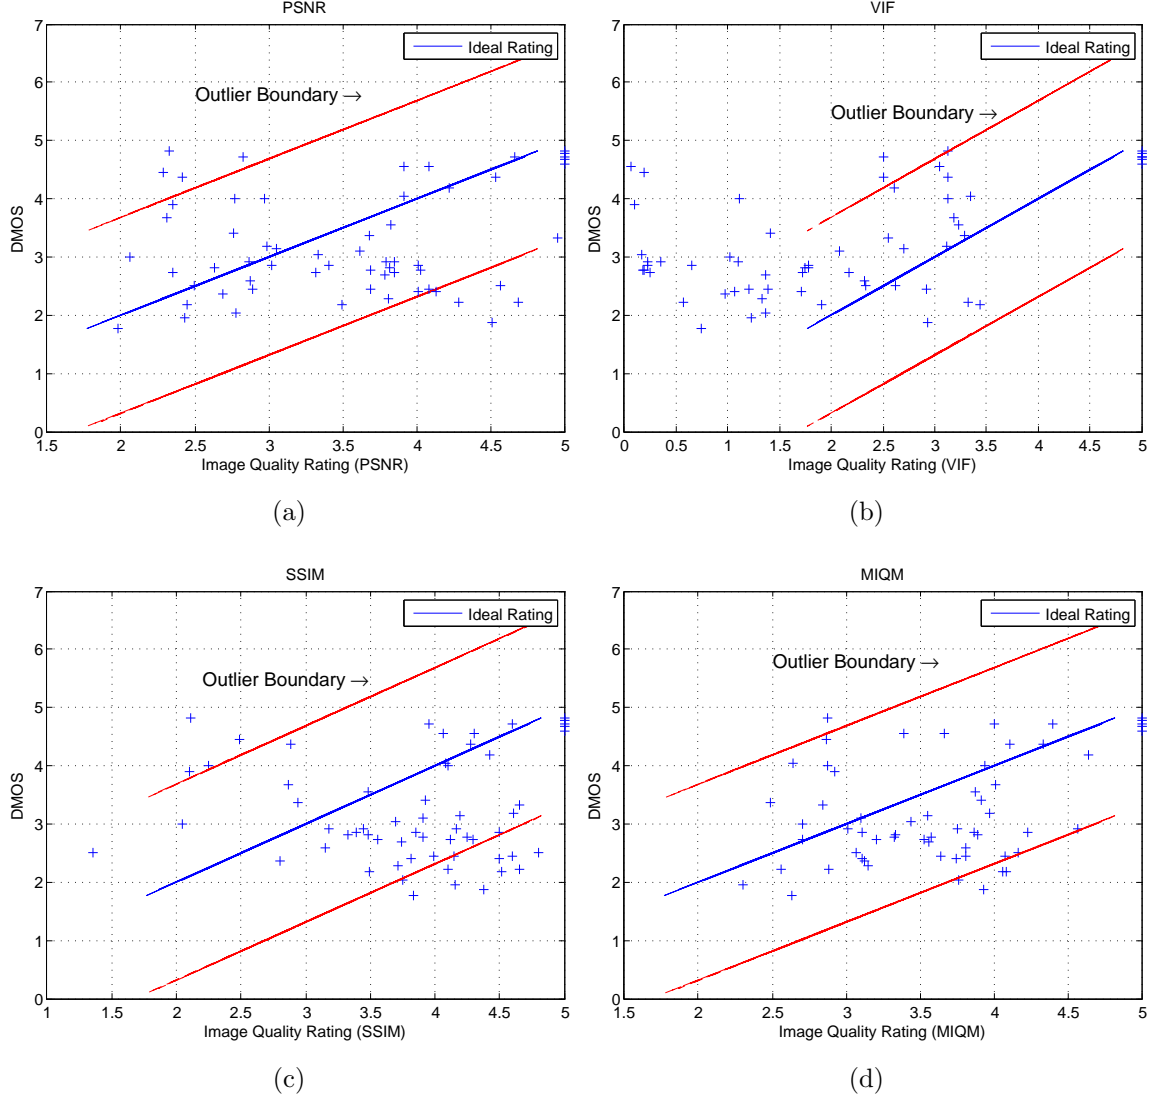 PSNR
7
6
5
4
3
2
1
0
DMOS
Ideal Rating
Outlier Boundary →
1.5 2 2.5 3 3.5 4 4.5 5
Image Quality Rating (PSNR)
(a)
VIF
7
6
5
4
3
2
1
0
DMOS
Ideal Rating
Outlier Boundary →
0 0.5 1 1.5 2 2.5 3 3.5 4 4.5 5
Image Quality Rating (VIF)
(b)
SSIM
7
6
5
4
3
2
1
0
DMOS
Ideal Rating
Outlier Boundary →
1 1.5 2 2.5 3 3.5 4 4.5 5
Image Quality Rating (SSIM)
(c)
MIQM
7
6
5
4
3
2
1
0
DMOS
Ideal Rating
Outlier Boundary →
1.5 2 2.5 3 3.5 4 4.5 5
Image Quality Rating (MIQM)
(d)